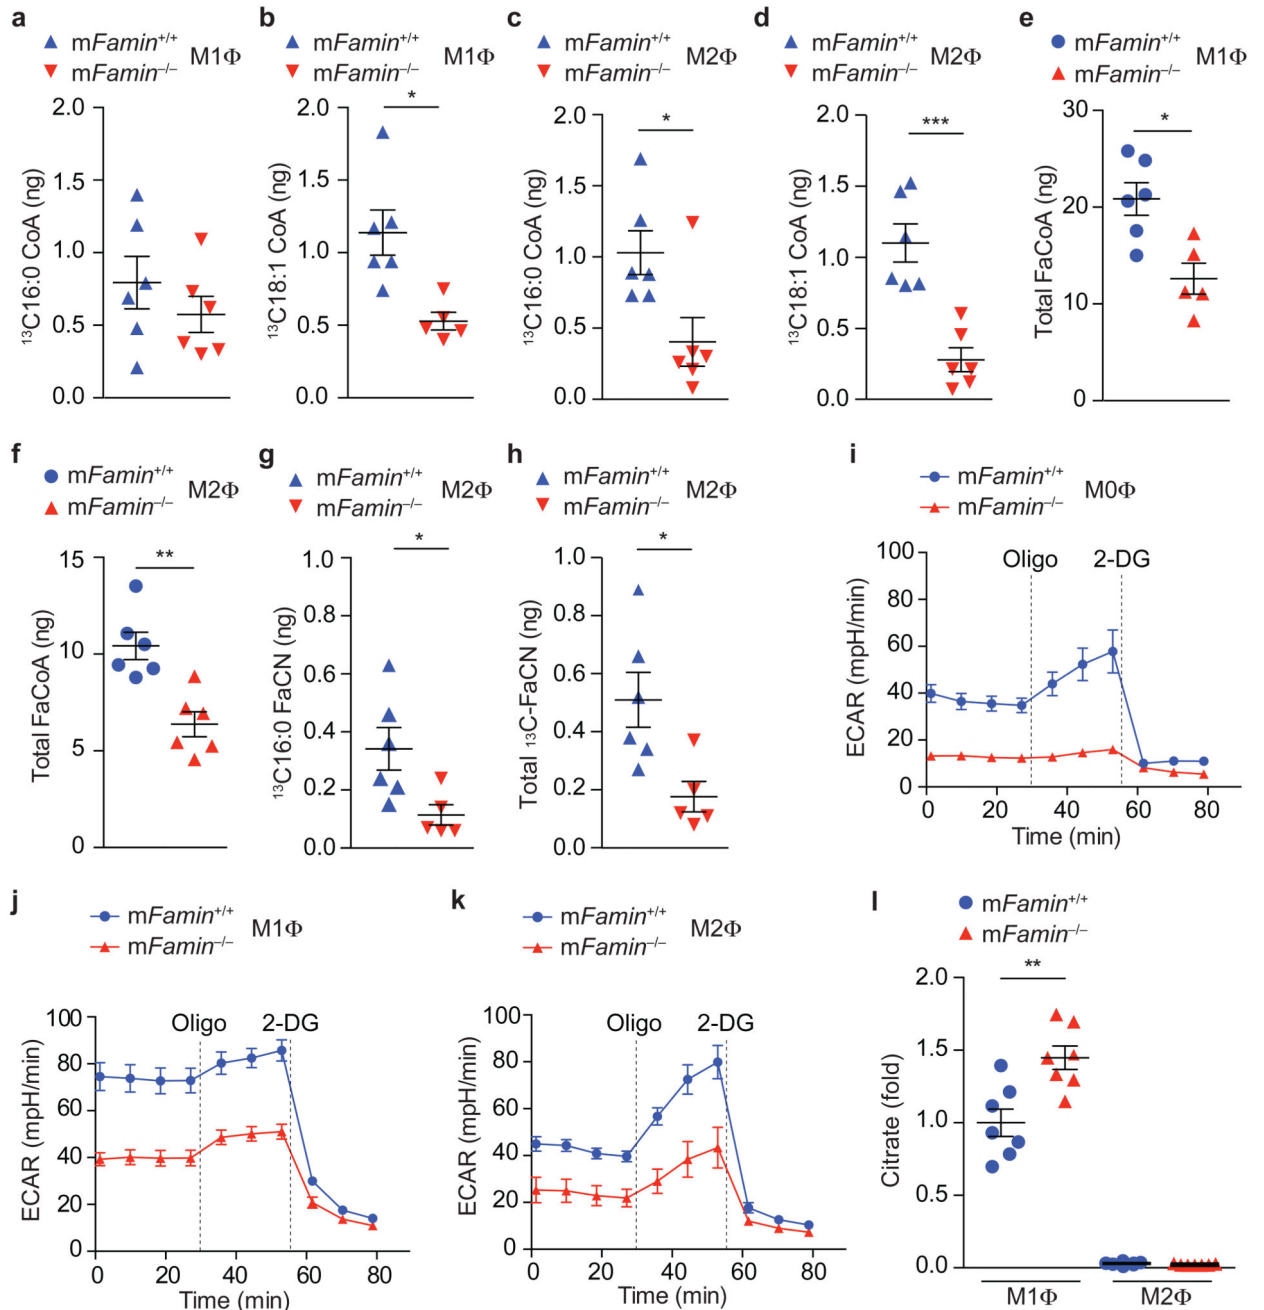 a
mFamin+/+
mFamin–/–
M1Φ
13C16:0 CoA (ng)
2.0
1.5
1.0
0.5
0.0
b
mFamin+/+
mFamin–/–
M1Φ
13C18:1 CoA (ng)
2.0
1.5
1.0
0.5
0.0
*
c
mFamin+/+
mFamin–/–
M2Φ
13C16:0 CoA (ng)
2.0
1.5
1.0
0.5
0.0
*
d
mFamin+/+
mFamin–/–
M2Φ
13C18:1 CoA (ng)
2.0
1.5
1.0
0.5
0.0
***
e
mFamin+/+
mFamin–/–
M1Φ
Total FaCoA (ng)
30
20
10
0
*
f
mFamin+/+
mFamin–/–
M2Φ
Total FaCoA (ng)
15
10
5
0
**
g
mFamin+/+
mFamin–/–
M2Φ
13C16:0 FaCN (ng)
1.0
0.8
0.6
0.4
0.2
0.0
*
h
mFamin+/+
mFamin–/–
M2Φ
Total 13C-FaCN (ng)
1.0
0.8
0.6
0.4
0.2
0.0
*
i
mFamin+/+
mFamin–/–
M0Φ
ECAR (mpH/min)
100
80
60
40
20
0
Oligo
2-DG
0 20 40 60 80
Time (min)
j
mFamin+/+
mFamin–/–
M1Φ
ECAR (mpH/min)
100
80
60
40
20
0
Oligo
2-DG
0 20 40 60 80
Time (min)
k
mFamin+/+
mFamin–/–
M2Φ
ECAR (mpH/min)
100
80
60
40
20
0
Oligo
2-DG
0 20 40 60 80
Time (min)
l
mFamin+/+
mFamin–/–
Citrate (fold)
2.0
1.5
1.0
0.5
0.0
**
M1Φ
M2Φ